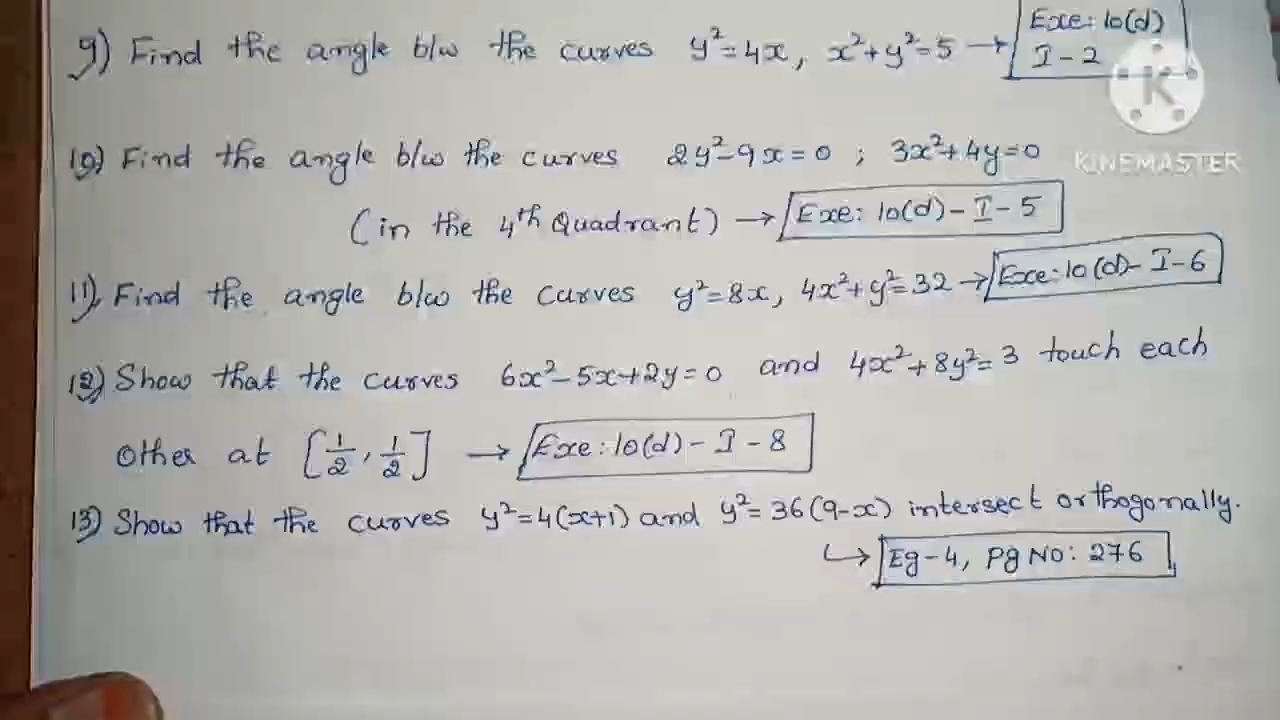 9) Find the angle b/w the curves y²=4x, x²+y²=5 → Exe: 10(d) I-2
10) Find the angle b/w the curves 2y²-9x=0 ; 3x²+4y=0
(in the 4th Quadrant) → Exe: 10(d)-I-5
11) Find the angle b/w the curves y²=8x, 4x²+y²=32 → Exe:10(d)-I-6
12) Show that the curves 6x²-5x+2y=0 and 4x²+8y²=3 touch each
other at [1/2, 1/2] → Exe:10(d)-I-8
13) Show that the curves y²=4(x+1) and y²=36(9-x) intersect orthogonally.
↳ Eg-4, Pg No: 276
K
KINEMASTER